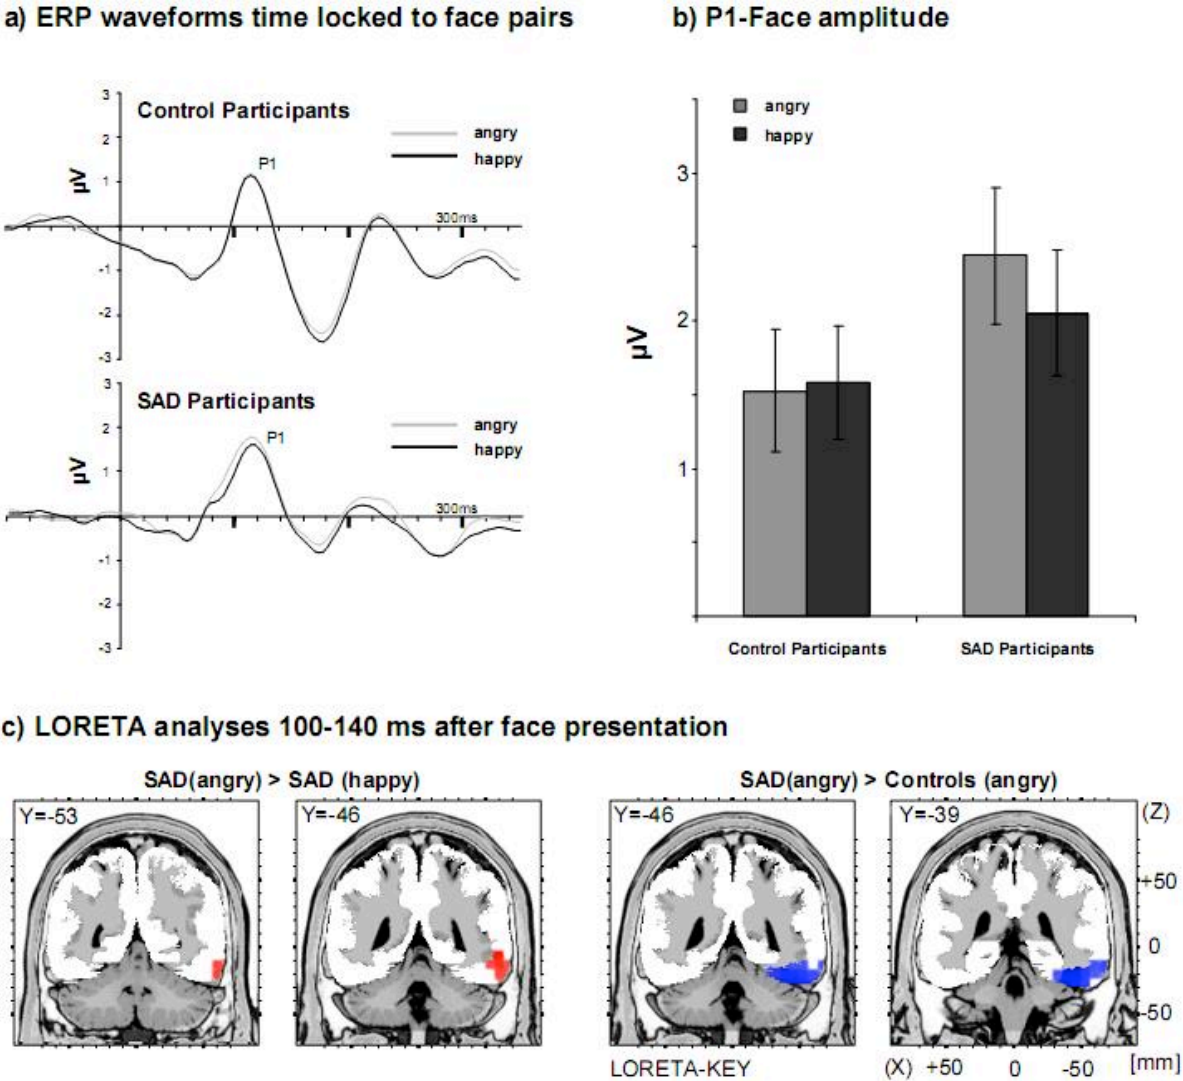 a) ERP waveforms time locked to face pairs
b) P1-Face amplitude
3
Control Participants
angry
happy
2
P1
1
µV
300ms
-1
-2
-3
3
SAD Participants
angry
happy
2
P1
1
µV
300ms
-1
-2
-3
angry
happy
3
2
µV
1
Control Participants
SAD Participants
c) LORETA analyses 100-140 ms after face presentation
SAD(angry) > SAD (happy)
SAD(angry) > Controls (angry)
Y=-53
Y=-46
Y=-46
Y=-39
(Z)
+50
0
-50
LORETA-KEY
(X) +50 0 -50 [mm]